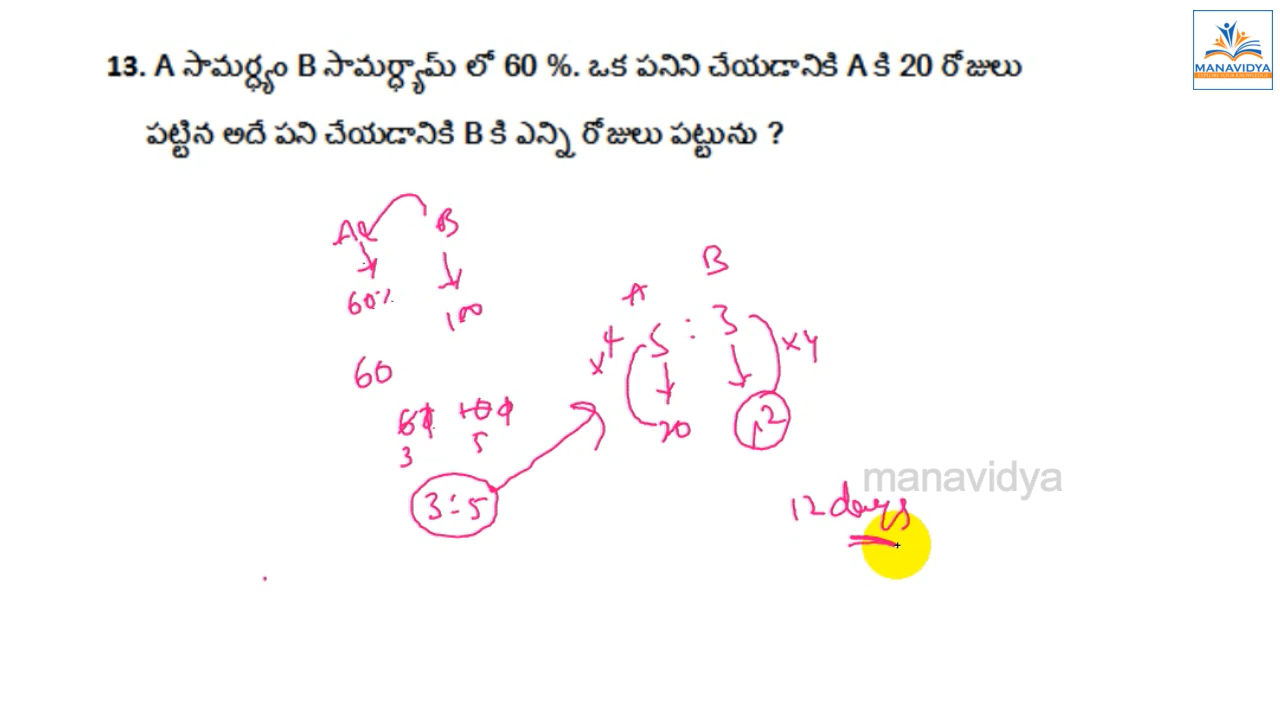 13. A సామర్ధ్యం B సామర్ధ్యామ్ లో 60 %. ఒక పనిని చేయడానికి A కి 20 రోజులు
పట్టిన అదే పని చేయడానికి B కి ఎన్ని రోజులు పట్టును ?
MANAVIDYA
A B
60% 100
60
3 5
3:5
A B
5 : 3
x4 x4
20 12
manavidya
12 days